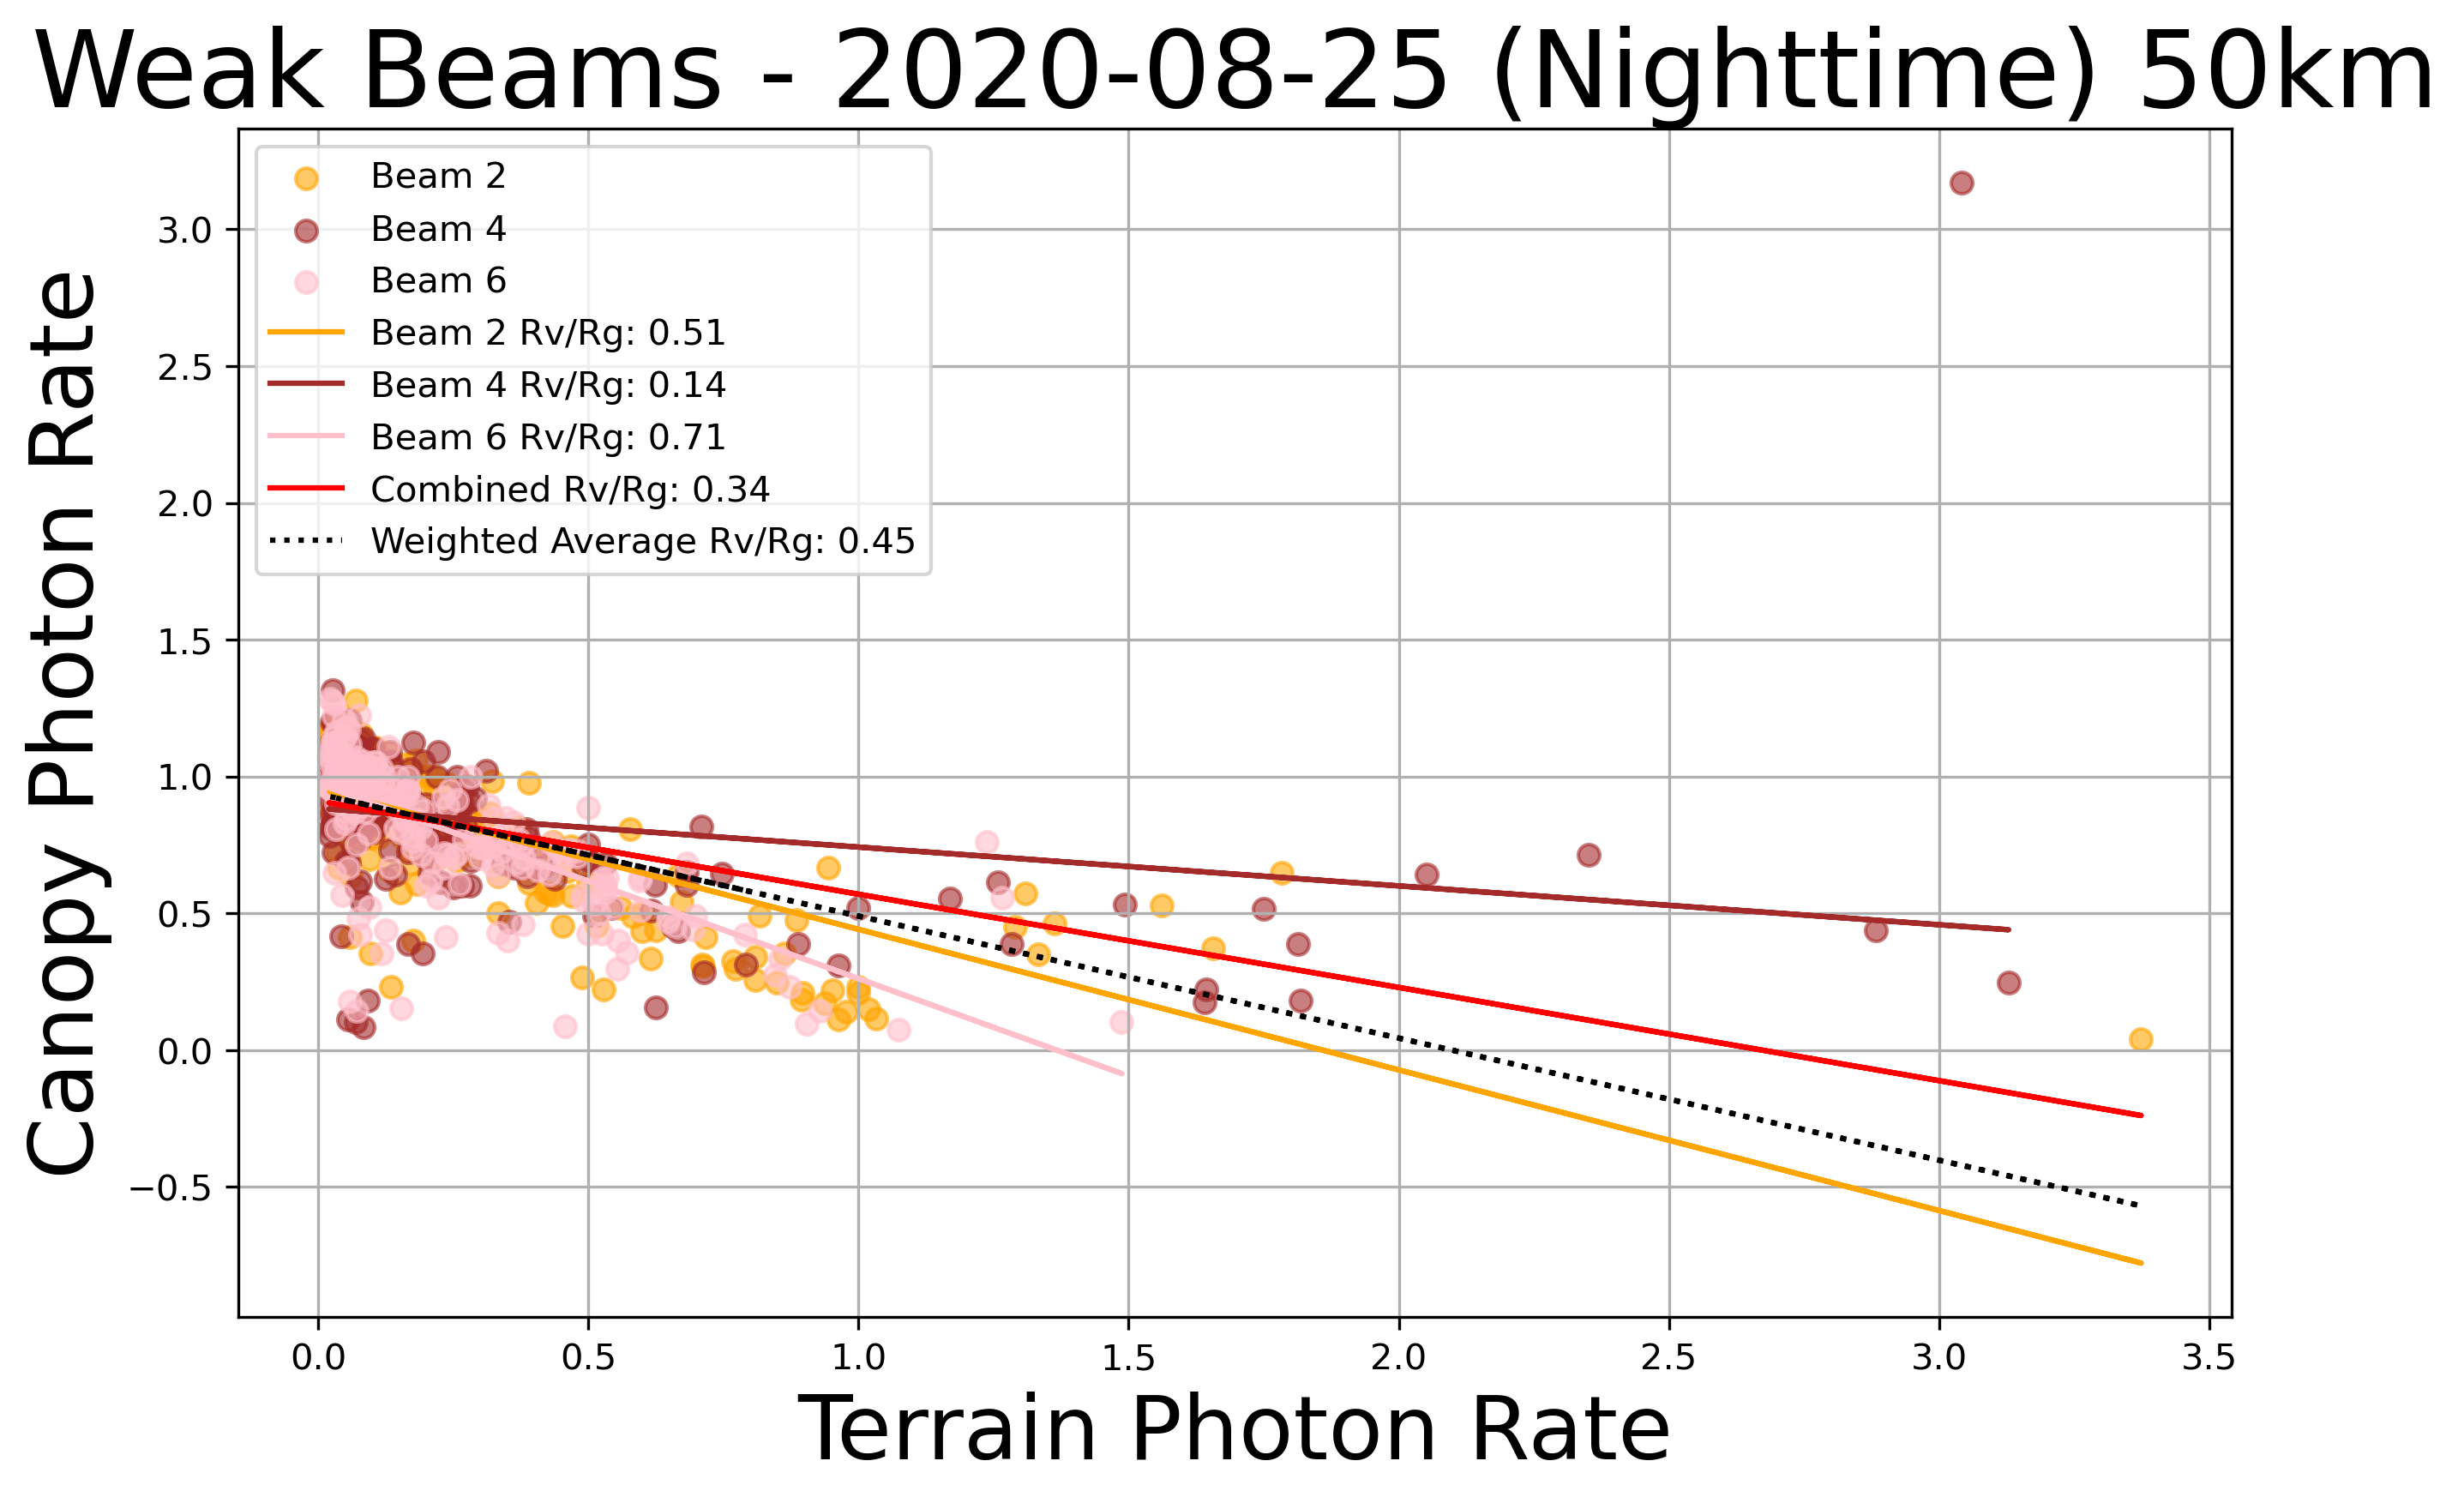 Weak Beams - 2020-08-25 (Nighttime) 50km
Beam 2
Beam 4
Beam 6
Beam 2 Rv/Rg: 0.51
Beam 4 Rv/Rg: 0.14
Beam 6 Rv/Rg: 0.71
Combined Rv/Rg: 0.34
Weighted Average Rv/Rg: 0.45
Canopy Photon Rate
3.0
2.5
2.0
1.5
1.0
0.5
0.0
−0.5
0.0 0.5 1.0 1.5 2.0 2.5 3.0 3.5
Terrain Photon Rate